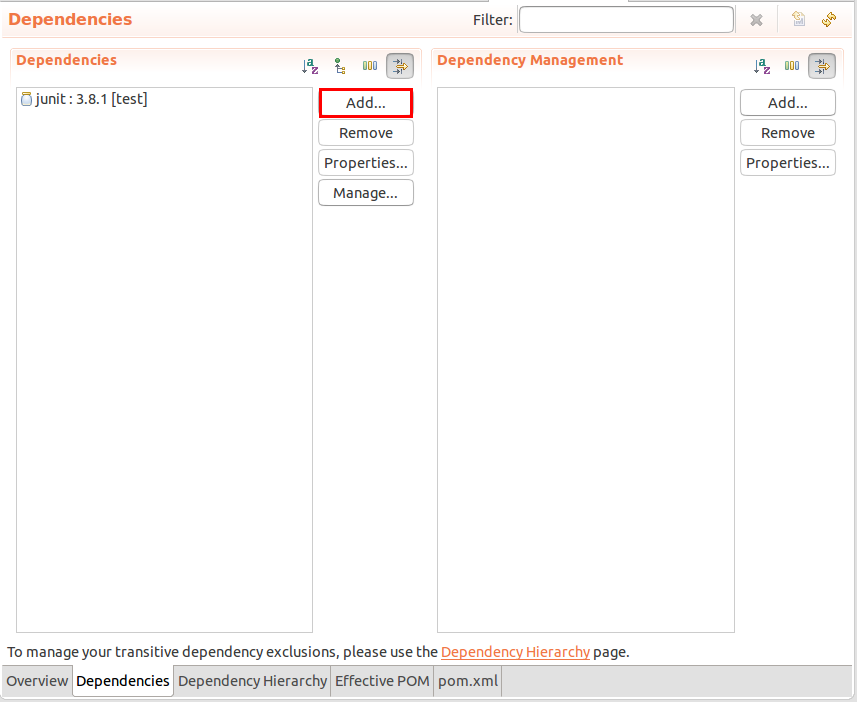 Dependencies
Filter:
Dependencies
junit : 3.8.1 [test]
Add...
Remove
Properties...
Manage...
Dependency Management
Add...
Remove
Properties...
To manage your transitive dependency exclusions, please use the Dependency Hierarchy page.
Overview Dependencies Dependency Hierarchy Effective POM pom.xml